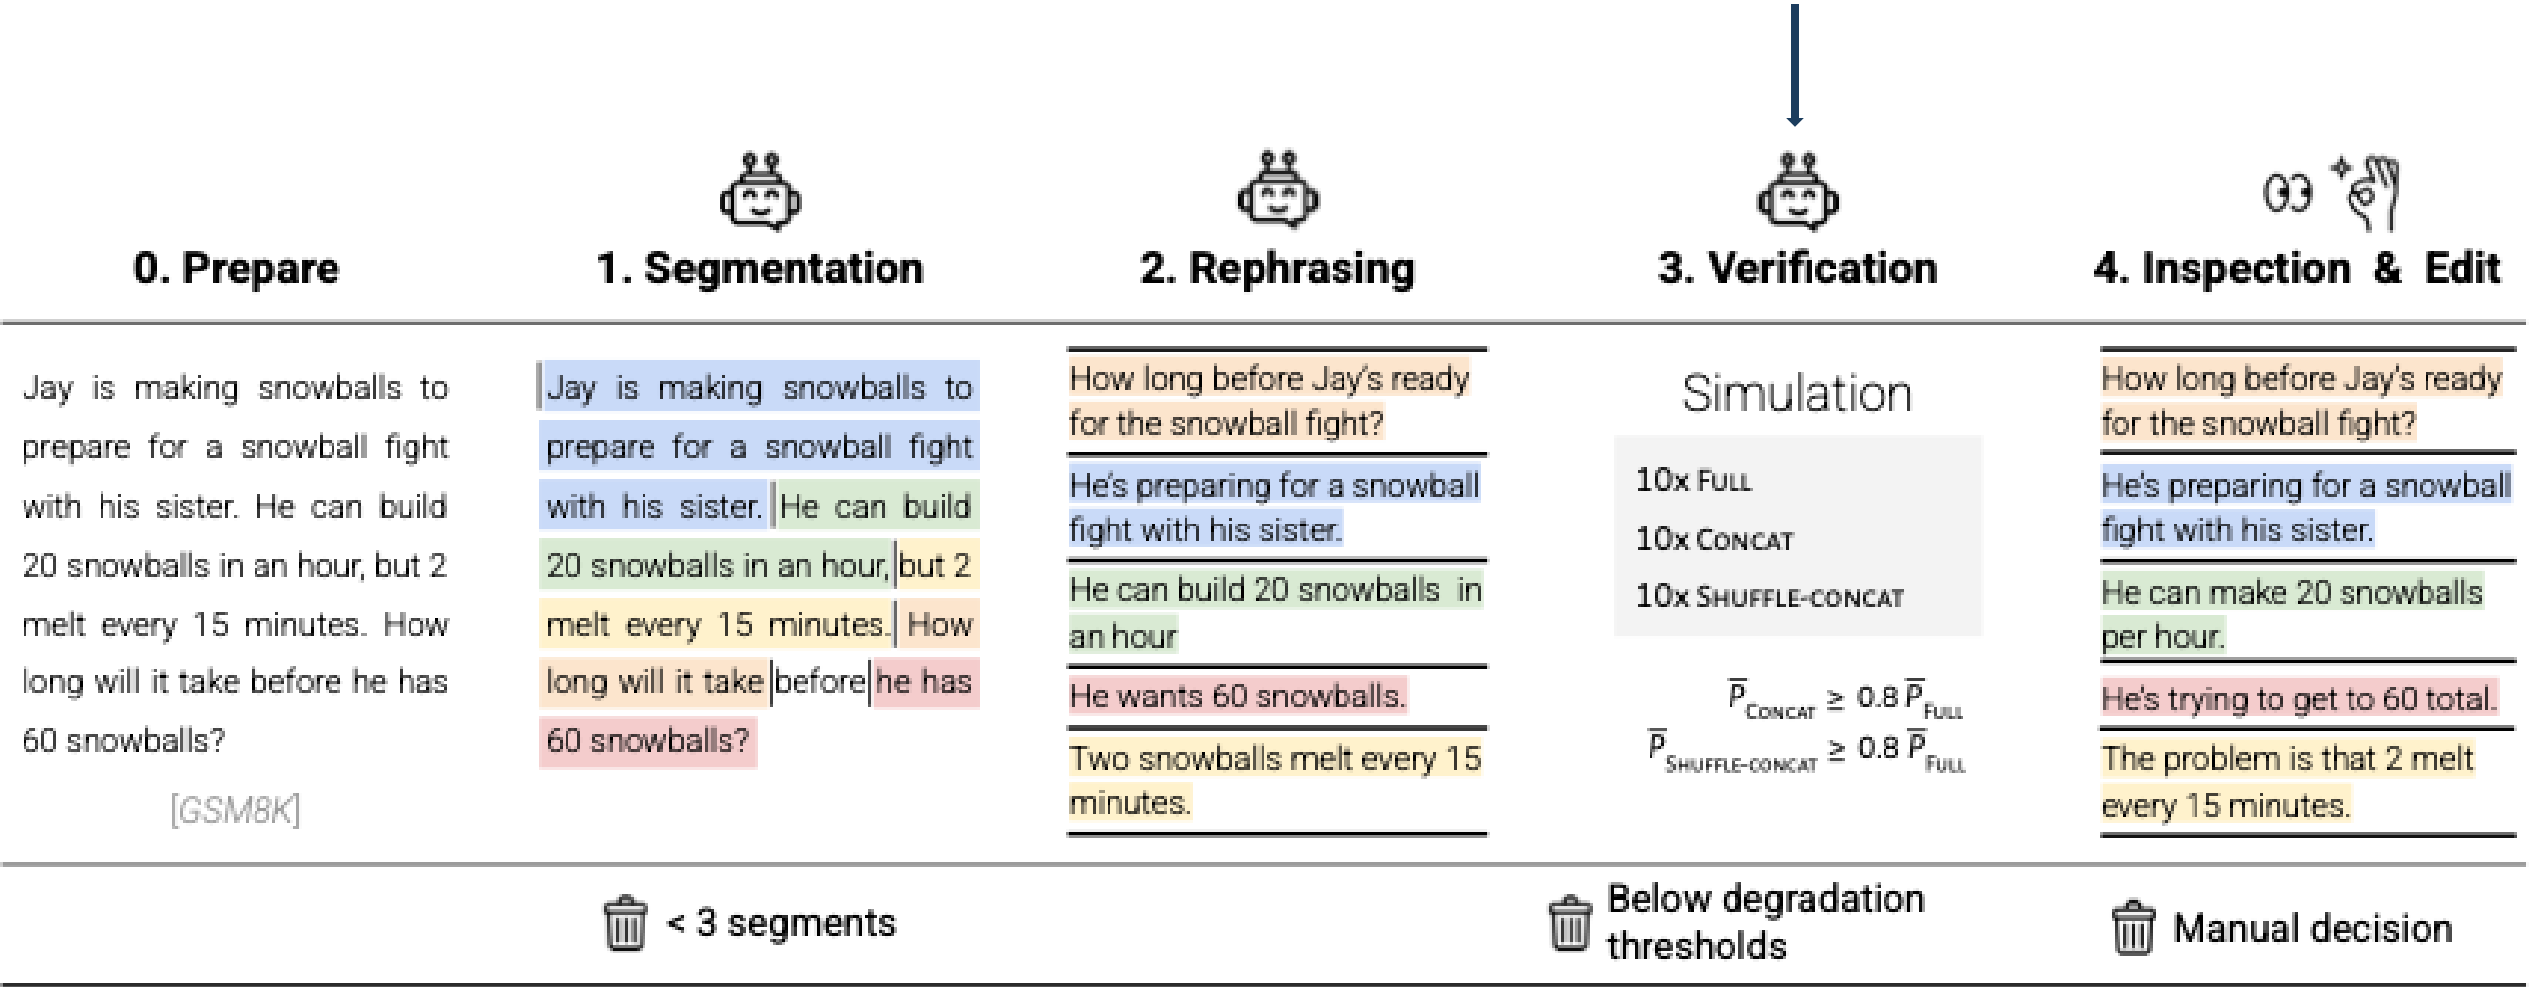 0. Prepare
1. Segmentation
2. Rephrasing
3. Verification
4. Inspection & Edit
Jay is making snowballs to
prepare for a snowball fight
with his sister. He can build
20 snowballs in an hour, but 2
melt every 15 minutes. How
long will it take before he has
60 snowballs?
[GSM8K]
Jay is making snowballs to
prepare for a snowball fight
with his sister. He can build
20 snowballs in an hour, but 2
melt every 15 minutes. How
long will it take before he has
60 snowballs?
How long before Jay's ready
for the snowball fight?
He's preparing for a snowball
fight with his sister.
He can build 20 snowballs in
an hour
He wants 60 snowballs.
Two snowballs melt every 15
minutes.
Simulation
10x FULL
10x CONCAT
10x SHUFFLE-CONCAT
P̅ CONCAT ≥ 0.8 P̅ FULL
P̅ SHUFFLE-CONCAT ≥ 0.8 P̅ FULL
How long before Jay's ready
for the snowball fight?
He's preparing for a snowball
fight with his sister.
He can make 20 snowballs
per hour.
He's trying to get to 60 total.
The problem is that 2 melt
every 15 minutes.
< 3 segments
Below degradation
thresholds
Manual decision